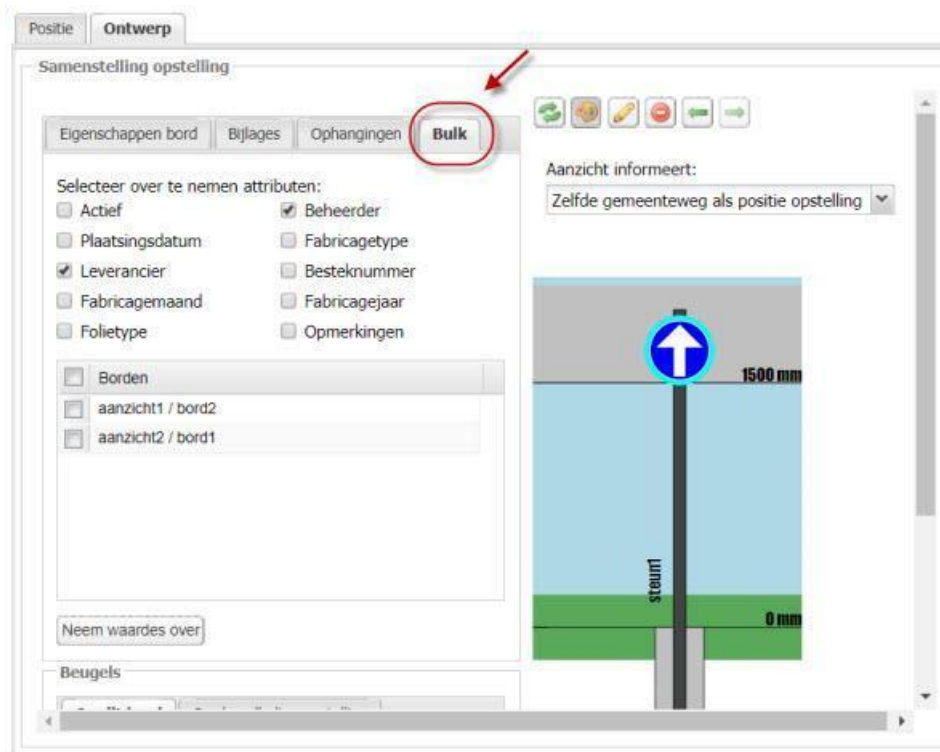 Positie Ontwerp
Samenstelling opstelling
Eigenschappen bord Bijlages Ophangingen Bulk
Selecteer over te nemen attributen:
Actief Beheerder
Plaatsingsdatum Fabricagetype
Leverancier Besteknummer
Fabricagemaand Fabricagejaar
Folietype Opmerkingen
Borden
aanzicht1 / bord2
aanzicht2 / bord1
Neem waardes over
Beugels
Aanzicht informeert:
Zelfde gemeenteweg als positie opstelling
1500 mm
steun1
0 mm